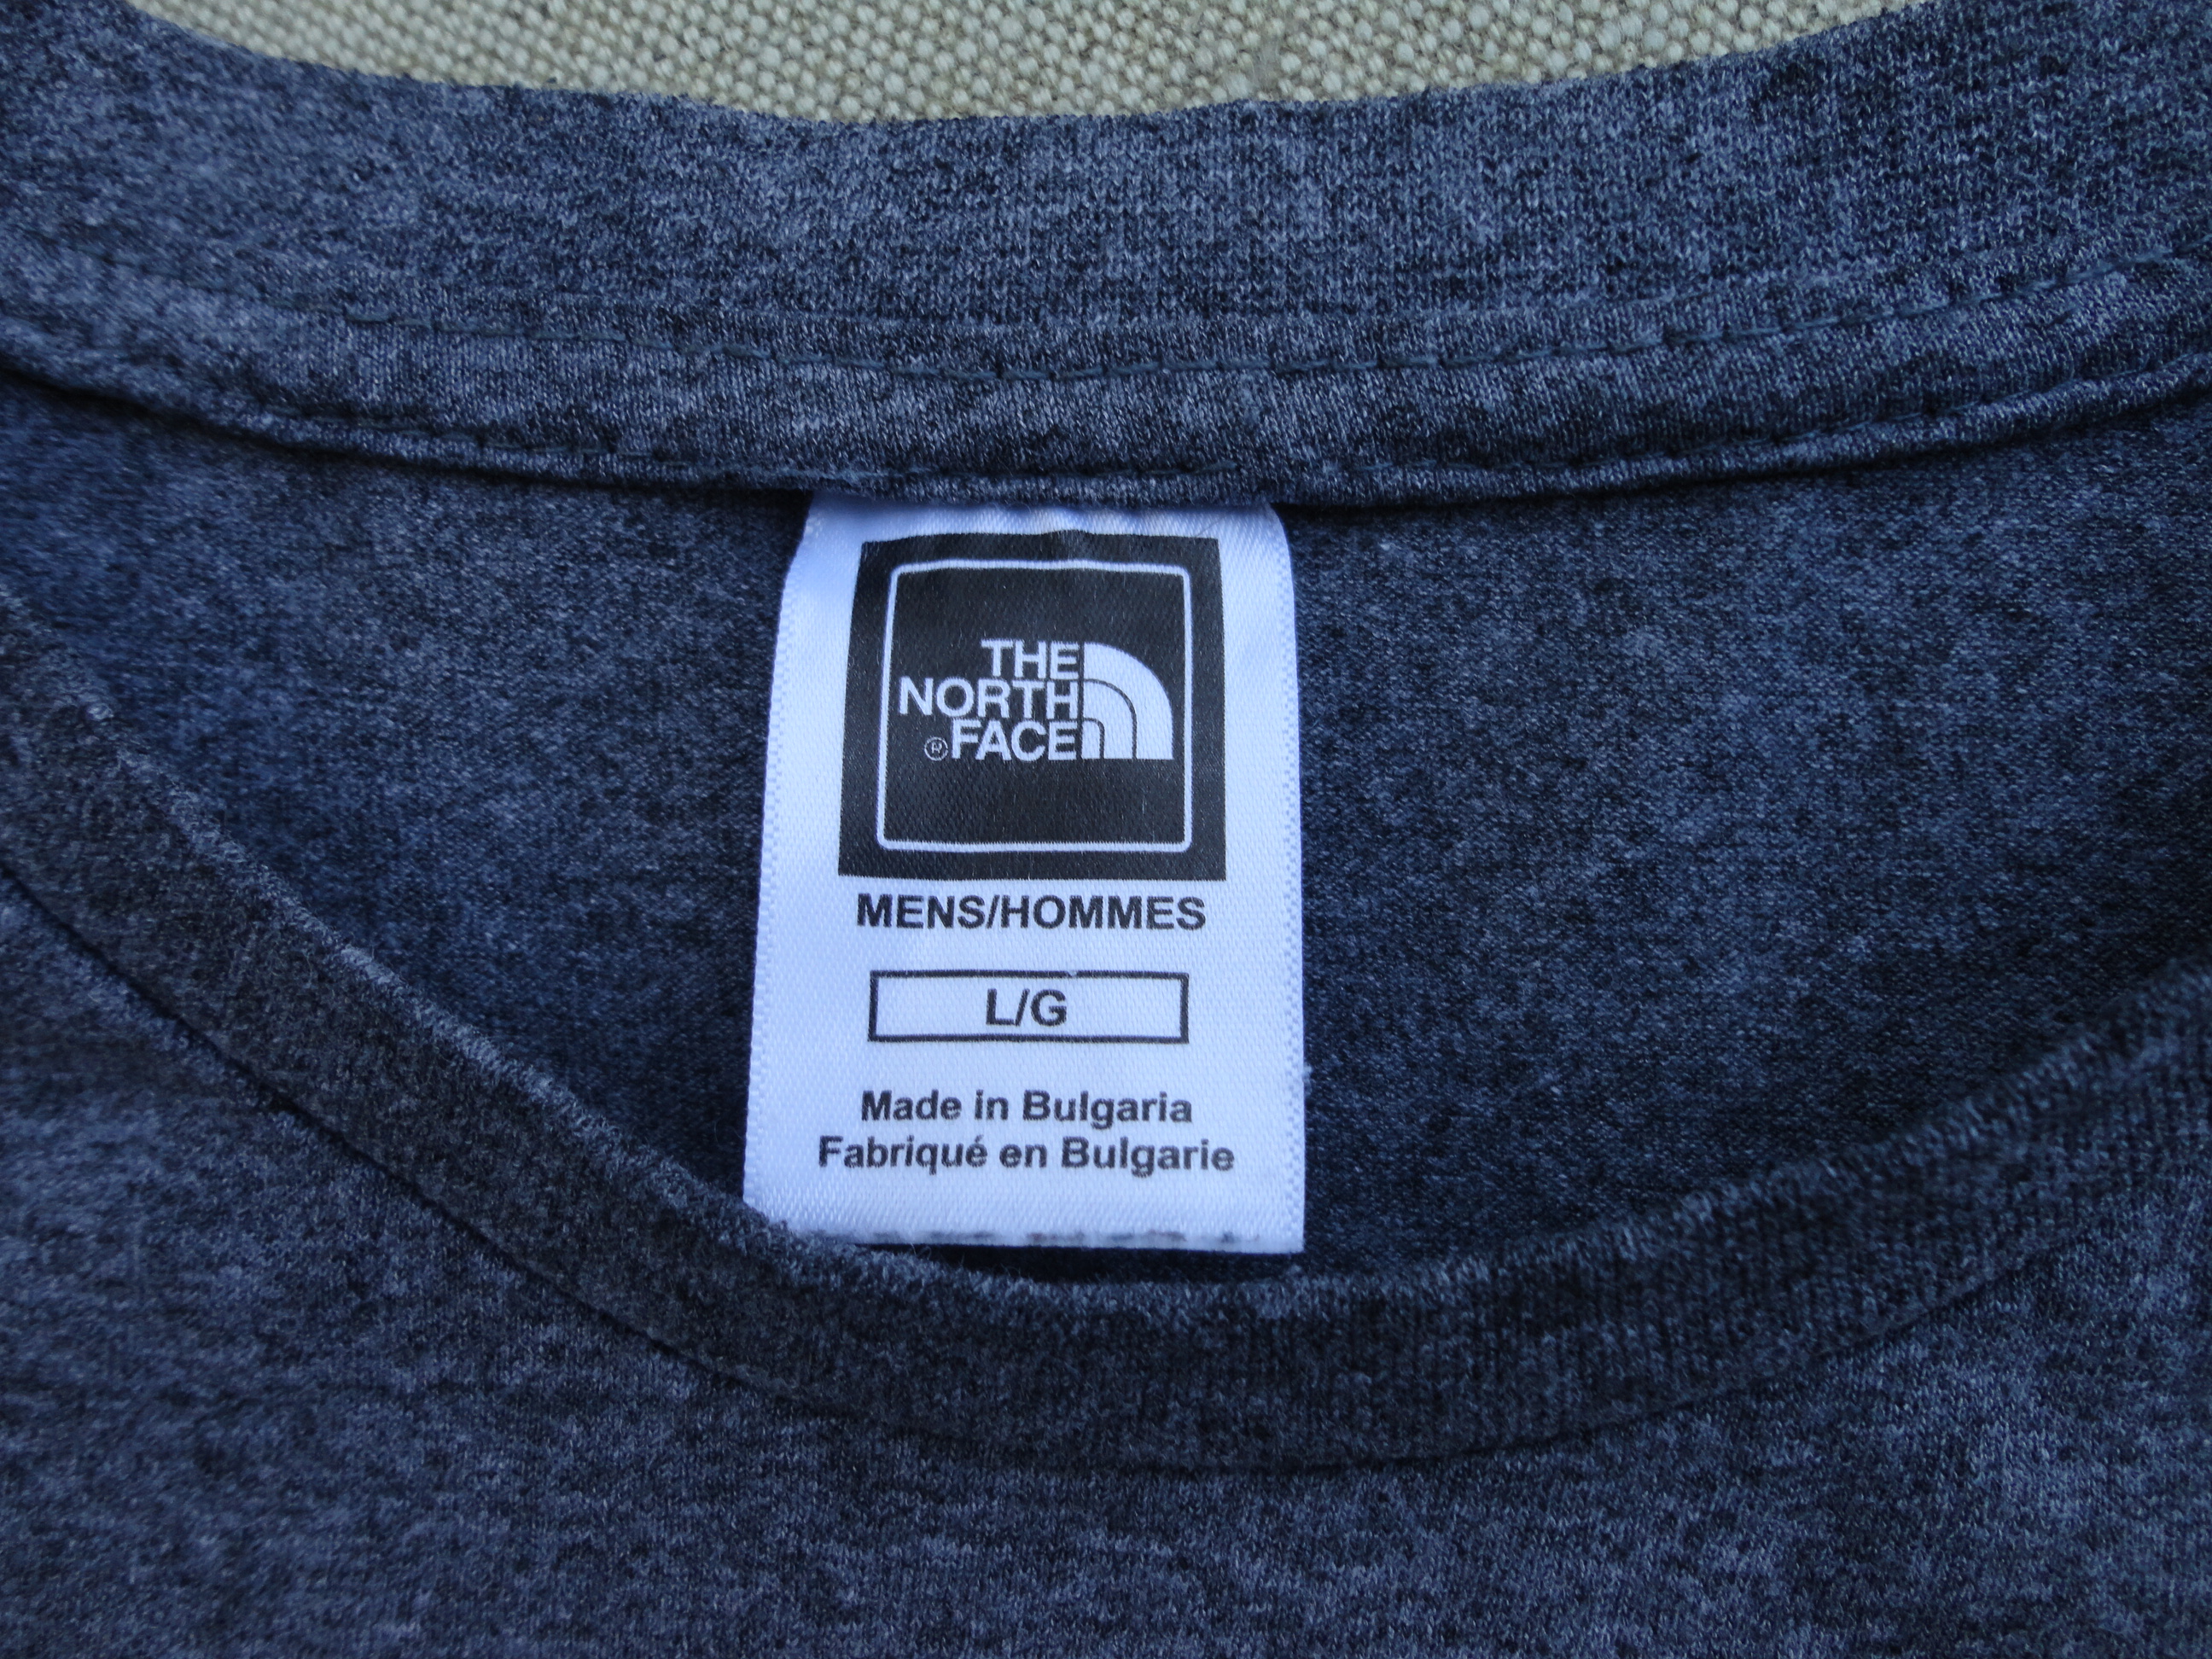 THE
NORTH
®FACE
MENS/HOMMES
L/G
Made in Bulgaria
Fabriqué en Bulgarie